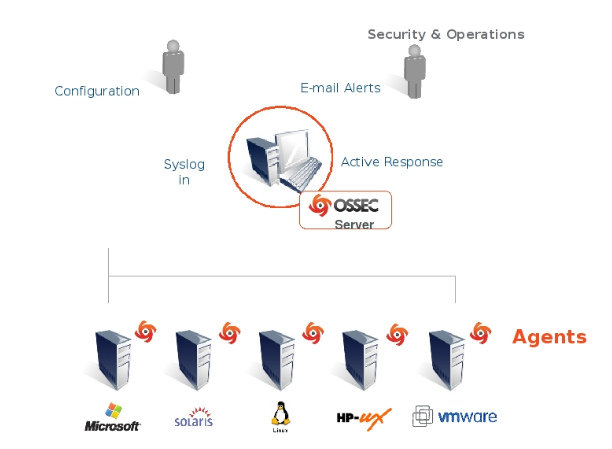 Security & Operations
Configuration
E-mail Alerts
Syslog
in
Active Response
OSSEC
Server
Agents
Microsoft
solaris
Linux
HP-UX
vmware